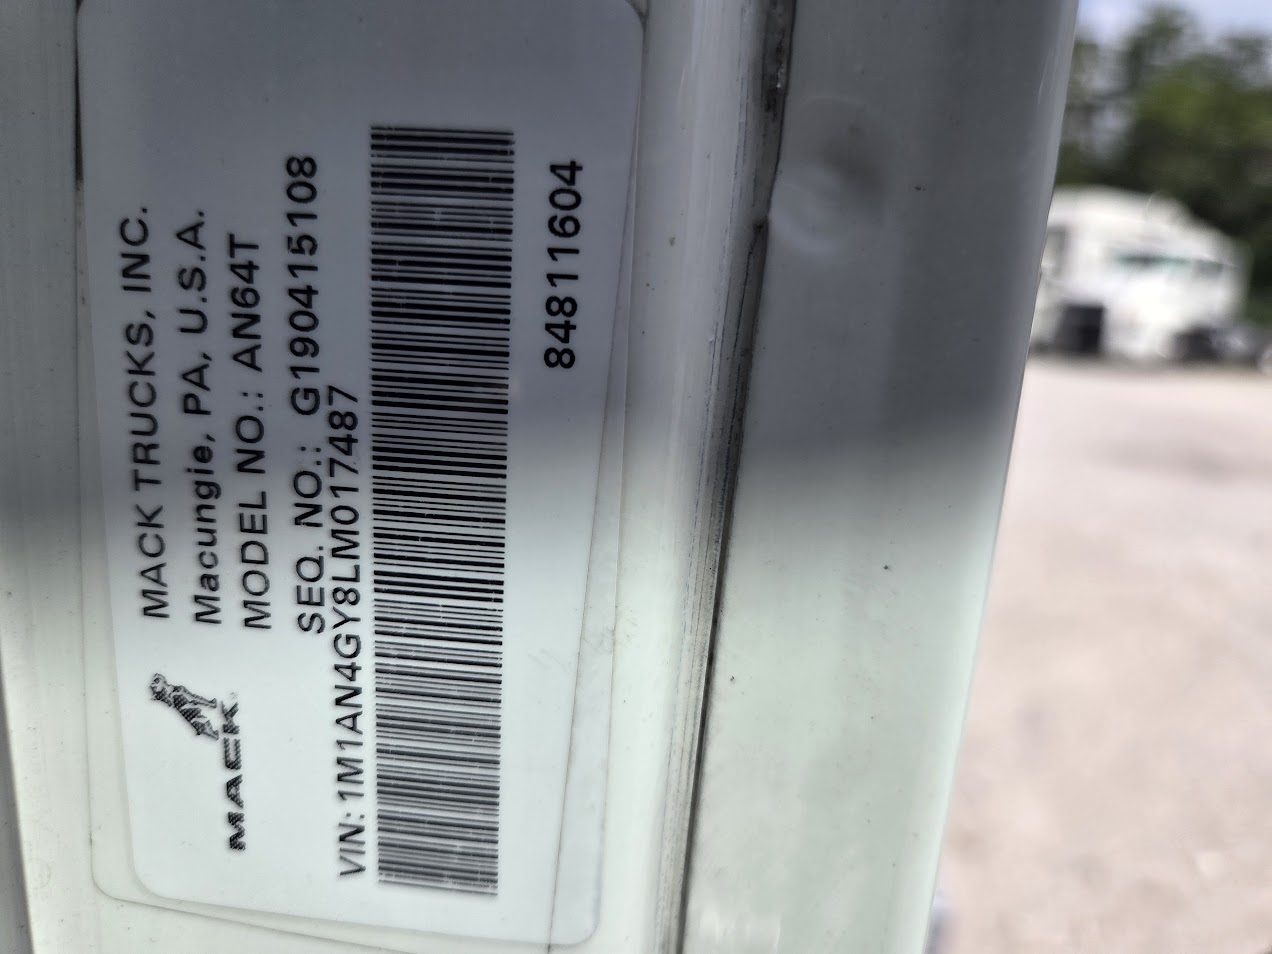 MACK
MACK TRUCKS, INC.
Macungie, PA, U.S.A.
MODEL NO.: AN64T
SEQ. NO.: G190415108
VIN: 1M1AN4GY8LM017487
84811604